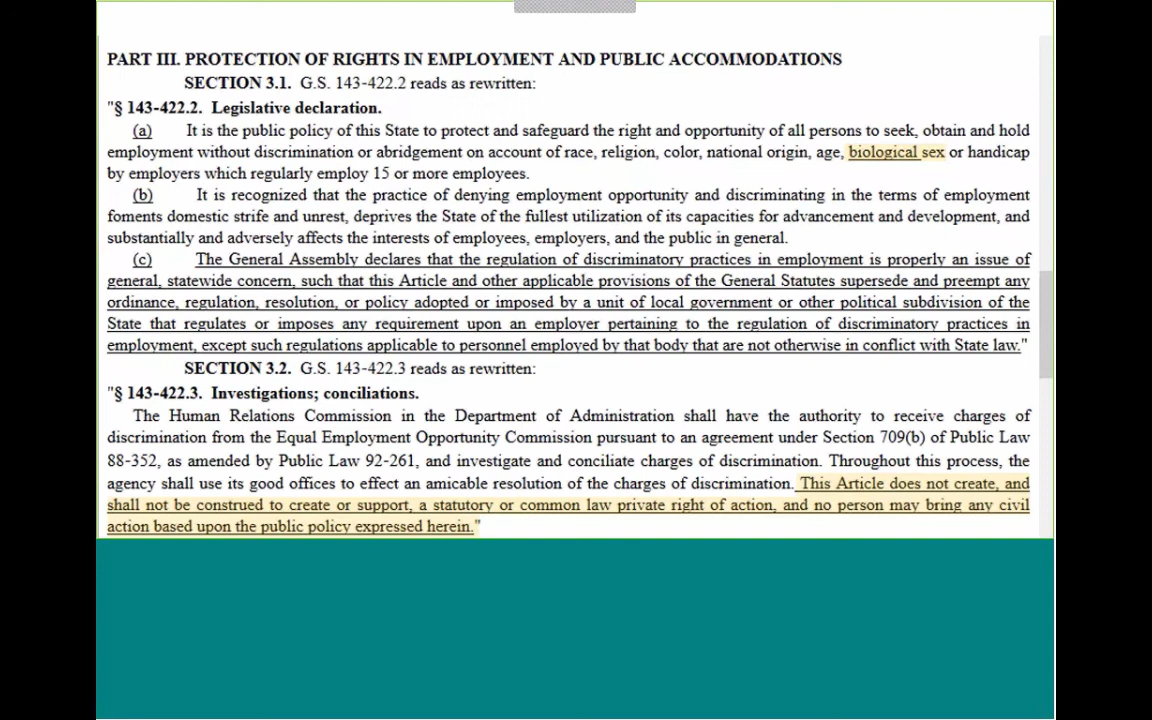 PART III. PROTECTION OF RIGHTS IN EMPLOYMENT AND PUBLIC ACCOMMODATIONS
SECTION 3.1. G.S. 143-422.2 reads as rewritten:
"§ 143-422.2. Legislative declaration.
(a) It is the public policy of this State to protect and safeguard the right and opportunity of all persons to seek, obtain and hold
employment without discrimination or abridgement on account of race, religion, color, national origin, age, biological sex or handicap
by employers which regularly employ 15 or more employees.
(b) It is recognized that the practice of denying employment opportunity and discriminating in the terms of employment
foments domestic strife and unrest, deprives the State of the fullest utilization of its capacities for advancement and development, and
substantially and adversely affects the interests of employees, employers, and the public in general.
(c) The General Assembly declares that the regulation of discriminatory practices in employment is properly an issue of
general, statewide concern, such that this Article and other applicable provisions of the General Statutes supersede and preempt any
ordinance, regulation, resolution, or policy adopted or imposed by a unit of local government or other political subdivision of the
State that regulates or imposes any requirement upon an employer pertaining to the regulation of discriminatory practices in
employment, except such regulations applicable to personnel employed by that body that are not otherwise in conflict with State law."
SECTION 3.2. G.S. 143-422.3 reads as rewritten:
"§ 143-422.3. Investigations; conciliations.
The Human Relations Commission in the Department of Administration shall have the authority to receive charges of
discrimination from the Equal Employment Opportunity Commission pursuant to an agreement under Section 709(b) of Public Law
88-352, as amended by Public Law 92-261, and investigate and conciliate charges of discrimination. Throughout this process, the
agency shall use its good offices to effect an amicable resolution of the charges of discrimination. This Article does not create, and
shall not be construed to create or support, a statutory or common law private right of action, and no person may bring any civil
action based upon the public policy expressed herein."